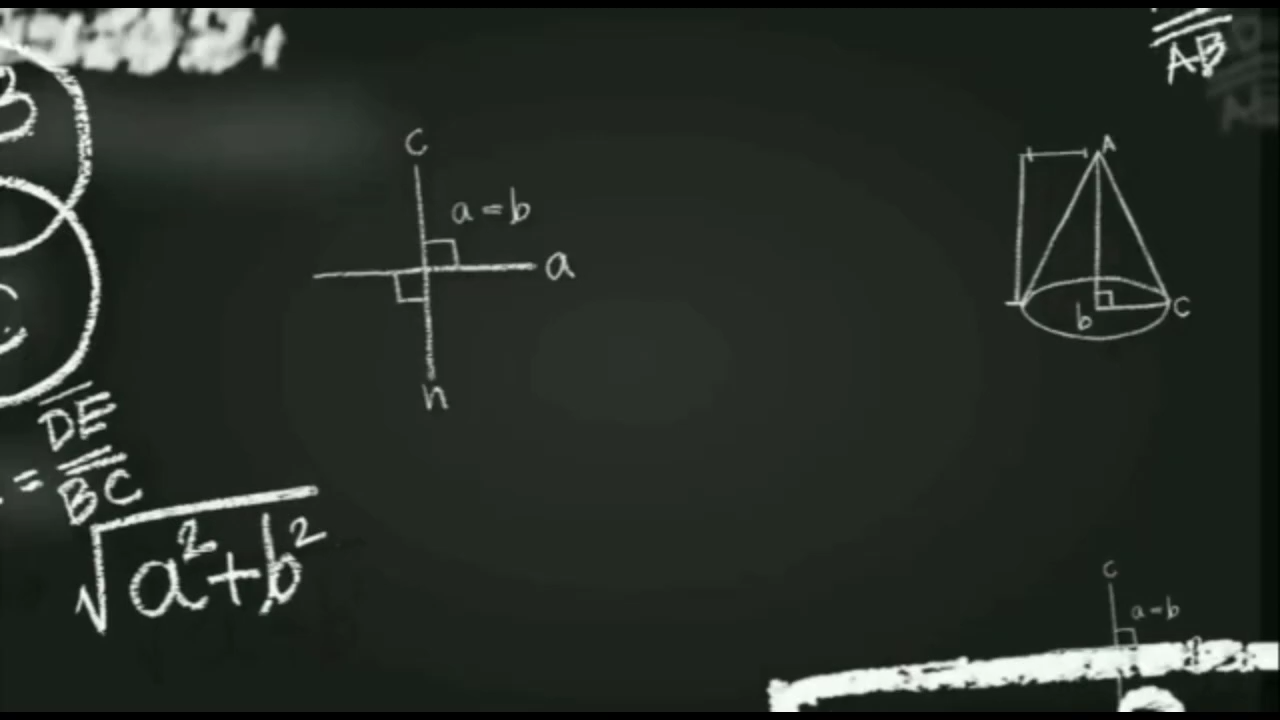 AB
B
C
a = b
a
n
A
b
C
DE
= BC
√a²+b²
C
a = b